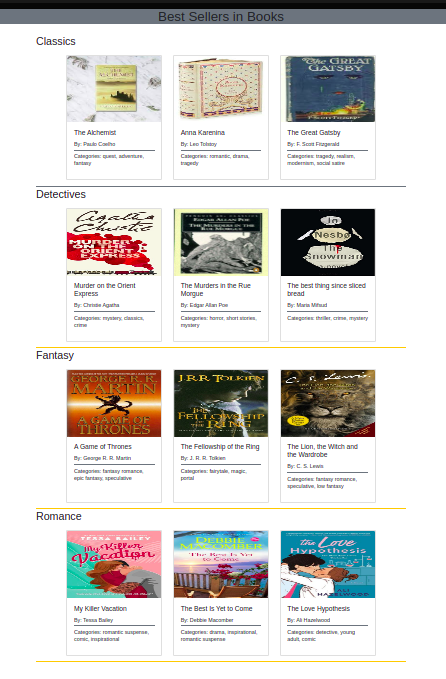 Best Sellers in Books
Classics
The Alchemist
By: Paulo Coelho
Categories: quest, adventure,
fantasy
Anna Karenina
By: Leo Tolstoy
Categories: romantic, drama,
tragedy
The GREAT
GATSBY
The Great Gatsby
By: F. Scott Fitzgerald
Categories: tragedy, realism,
modernism, social satire
Detectives
Agatha
Christie
MURDER
ON THE
ORIENT
EXPRESS
Murder on the Orient
Express
By: Christie Agatha
Categories: mystery, classics,
crime
EDGAR ALLAN POE
THE MURDERS IN THE
RUE MORGUE
The Murders in the Rue
Morgue
By: Edgar Allan Poe
Categories: horror, short stories,
mystery
Jo
Nesbø
The
Snowman
The best thing since sliced
bread
By: Maria Mifsud
Categories: thriller, crime, mystery
Fantasy
GEORGE R. R.
MARTIN
A GAME OF
THRONES
A Game of Thrones
By: George R. R. Martin
Categories: fantasy romance,
epic fantasy, speculative
J.R.R. TOLKIEN
THE
FELLOWSHIP
OF THE RING
The Fellowship of the Ring
By: J. R. R. Tolkien
Categories: fairytale, magic,
portal
C. S. Lewis
The Lion, the Witch and
the Wardrobe
By: C. S. Lewis
Categories: fantasy romance,
speculative, low fantasy
Romance
TESSA BAILEY
My Killer
Vacation
My Killer Vacation
By: Tessa Bailey
Categories: romantic suspense,
comic, inspirational
DEBBIE
MACOMBER
The Best Is Yet
to Come
The Best Is Yet to Come
By: Debbie Macomber
Categories: drama, inspirational,
romantic suspense
the Love
Hypothesis
ALI
HAZELWOOD
The Love Hypothesis
By: Ali Hazelwood
Categories: detective, young
adult, comic